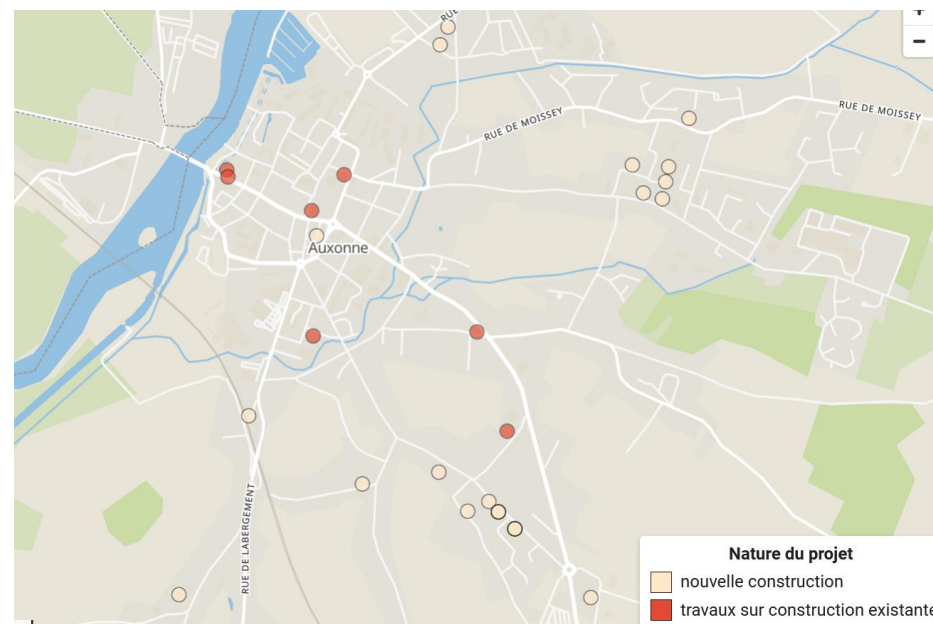 RUE
+
−
RUE DE MOISSEY
RUE DE MOISSEY
Auxonne
RUE DE LABERGEMENT
Nature du projet
nouvelle construction
travaux sur construction existante